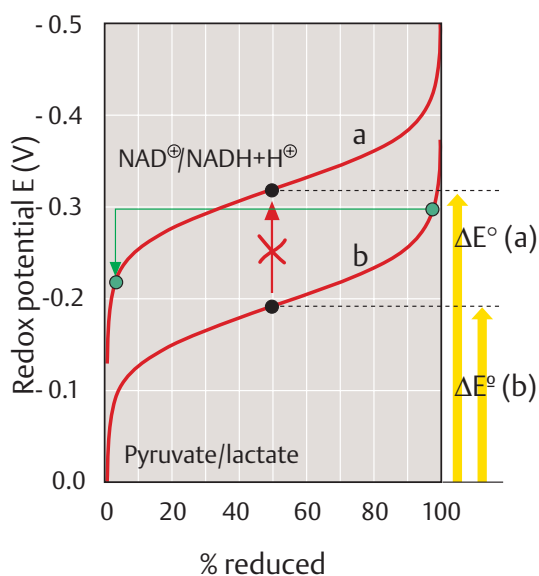 - 0.5
- 0.4
- 0.3
- 0.2
- 0.1
0.0
Redox potential E (V)
NAD⊕/NADH+H⊕
a
b
Pyruvate/lactate
ΔE° (a)
ΔEº (b)
0 20 40 60 80 100
% reduced